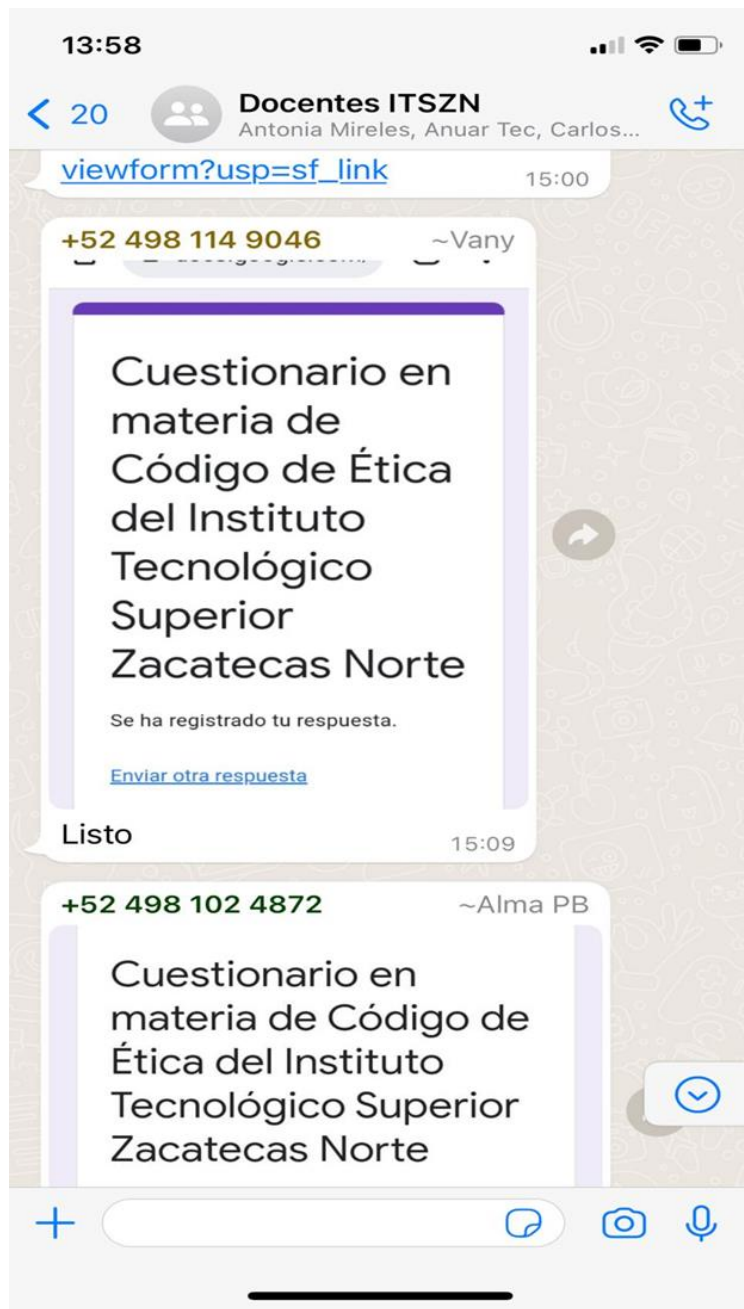 13:58
20
Docentes ITSZN
Antonia Mireles, Anuar Tec, Carlos...
viewform?usp=sf_link
15:00
+52 498 114 9046 ~Vany
Cuestionario en
materia de
Código de Ética
del Instituto
Tecnológico
Superior
Zacatecas Norte
Se ha registrado tu respuesta.
Enviar otra respuesta
Listo
15:09
+52 498 102 4872 ~Alma PB
Cuestionario en
materia de Código de
Ética del Instituto
Tecnológico Superior
Zacatecas Norte